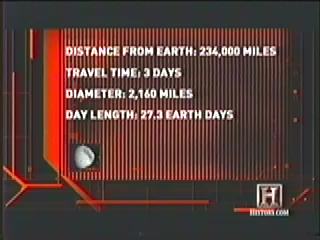 DISTANCE FROM EARTH: 234,000 MILES
TRAVEL TIME: 3 DAYS
DIAMETER: 2,160 MILES
DAY LENGTH: 27.3 EARTH DAYS
H
HISTORY.COM